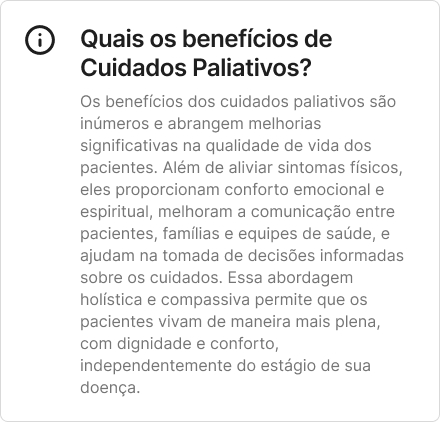 Quais os benefícios de
Cuidados Paliativos?
Os benefícios dos cuidados paliativos são
inúmeros e abrangem melhorias
significativas na qualidade de vida dos
pacientes. Além de aliviar sintomas físicos,
eles proporcionam conforto emocional e
espiritual, melhoram a comunicação entre
pacientes, famílias e equipes de saúde, e
ajudam na tomada de decisões informadas
sobre os cuidados. Essa abordagem
holística e compassiva permite que os
pacientes vivam de maneira mais plena,
com dignidade e conforto,
independentemente do estágio de sua
doença.